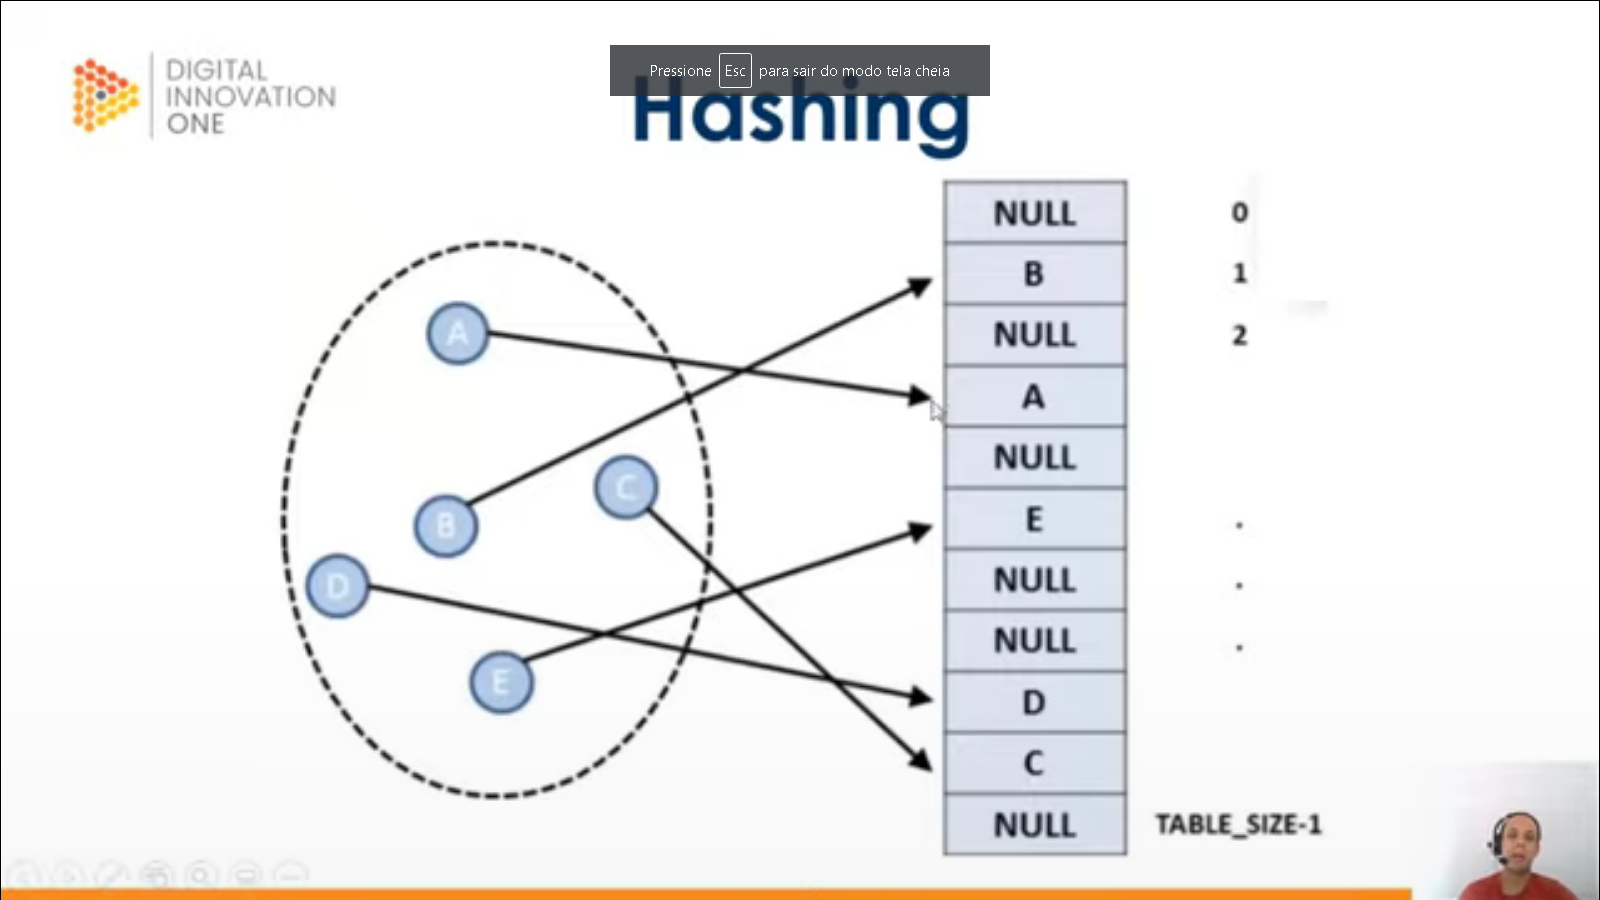 DIGITAL
INNOVATION
ONE
Pressione Esc para sair do modo tela cheia
Hashing
NULL 0
B 1
NULL 2
A
NULL
E .
NULL .
NULL .
D
C
NULL TABLE_SIZE-1
A
B
C
D
E